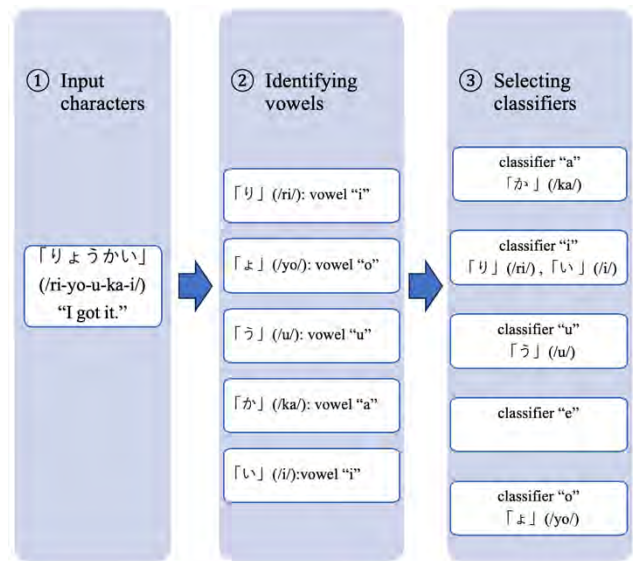 ① Input
characters
「りょうかい」
(/ri-yo-u-ka-i/)
“I got it.”
② Identifying
vowels
「り」(/ri/): vowel “i”
「ょ」(/yo/): vowel “o”
「う」(/u/): vowel “u”
「か」(/ka/): vowel “a”
「い」(/i/):vowel “i”
③ Selecting
classifiers
classifier “a”
「か」(/ka/)
classifier “i”
「り」(/ri/) ,「い」(/i/)
classifier “u”
「う」(/u/)
classifier “e”
classifier “o”
「ょ」(/yo/)